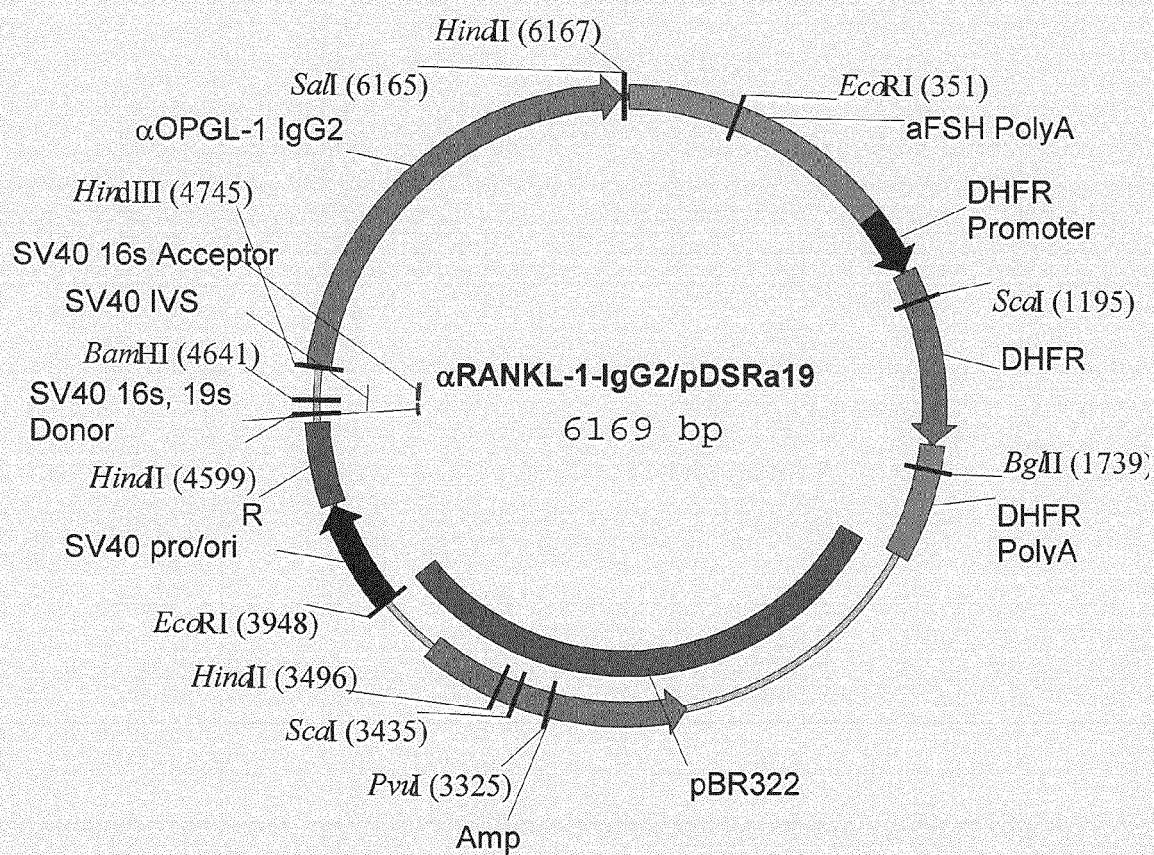 HindII (6167)
SalI (6165)
EcoRI (351)
αOPGL-1 IgG2
aFSH PolyA
HindIII (4745)
DHFR
Promoter
SV40 16s Acceptor
SV40 IVS
ScaI (1195)
BamHI (4641)
αRANKL-1-IgG2/pDSRa19
DHFR
SV40 16s, 19s
Donor
6169 bp
HindII (4599)
BglII (1739)
R
DHFR
PolyA
SV40 pro/ori
EcoRI (3948)
HindII (3496)
ScaI (3435)
PvuI (3325)
pBR322
Amp